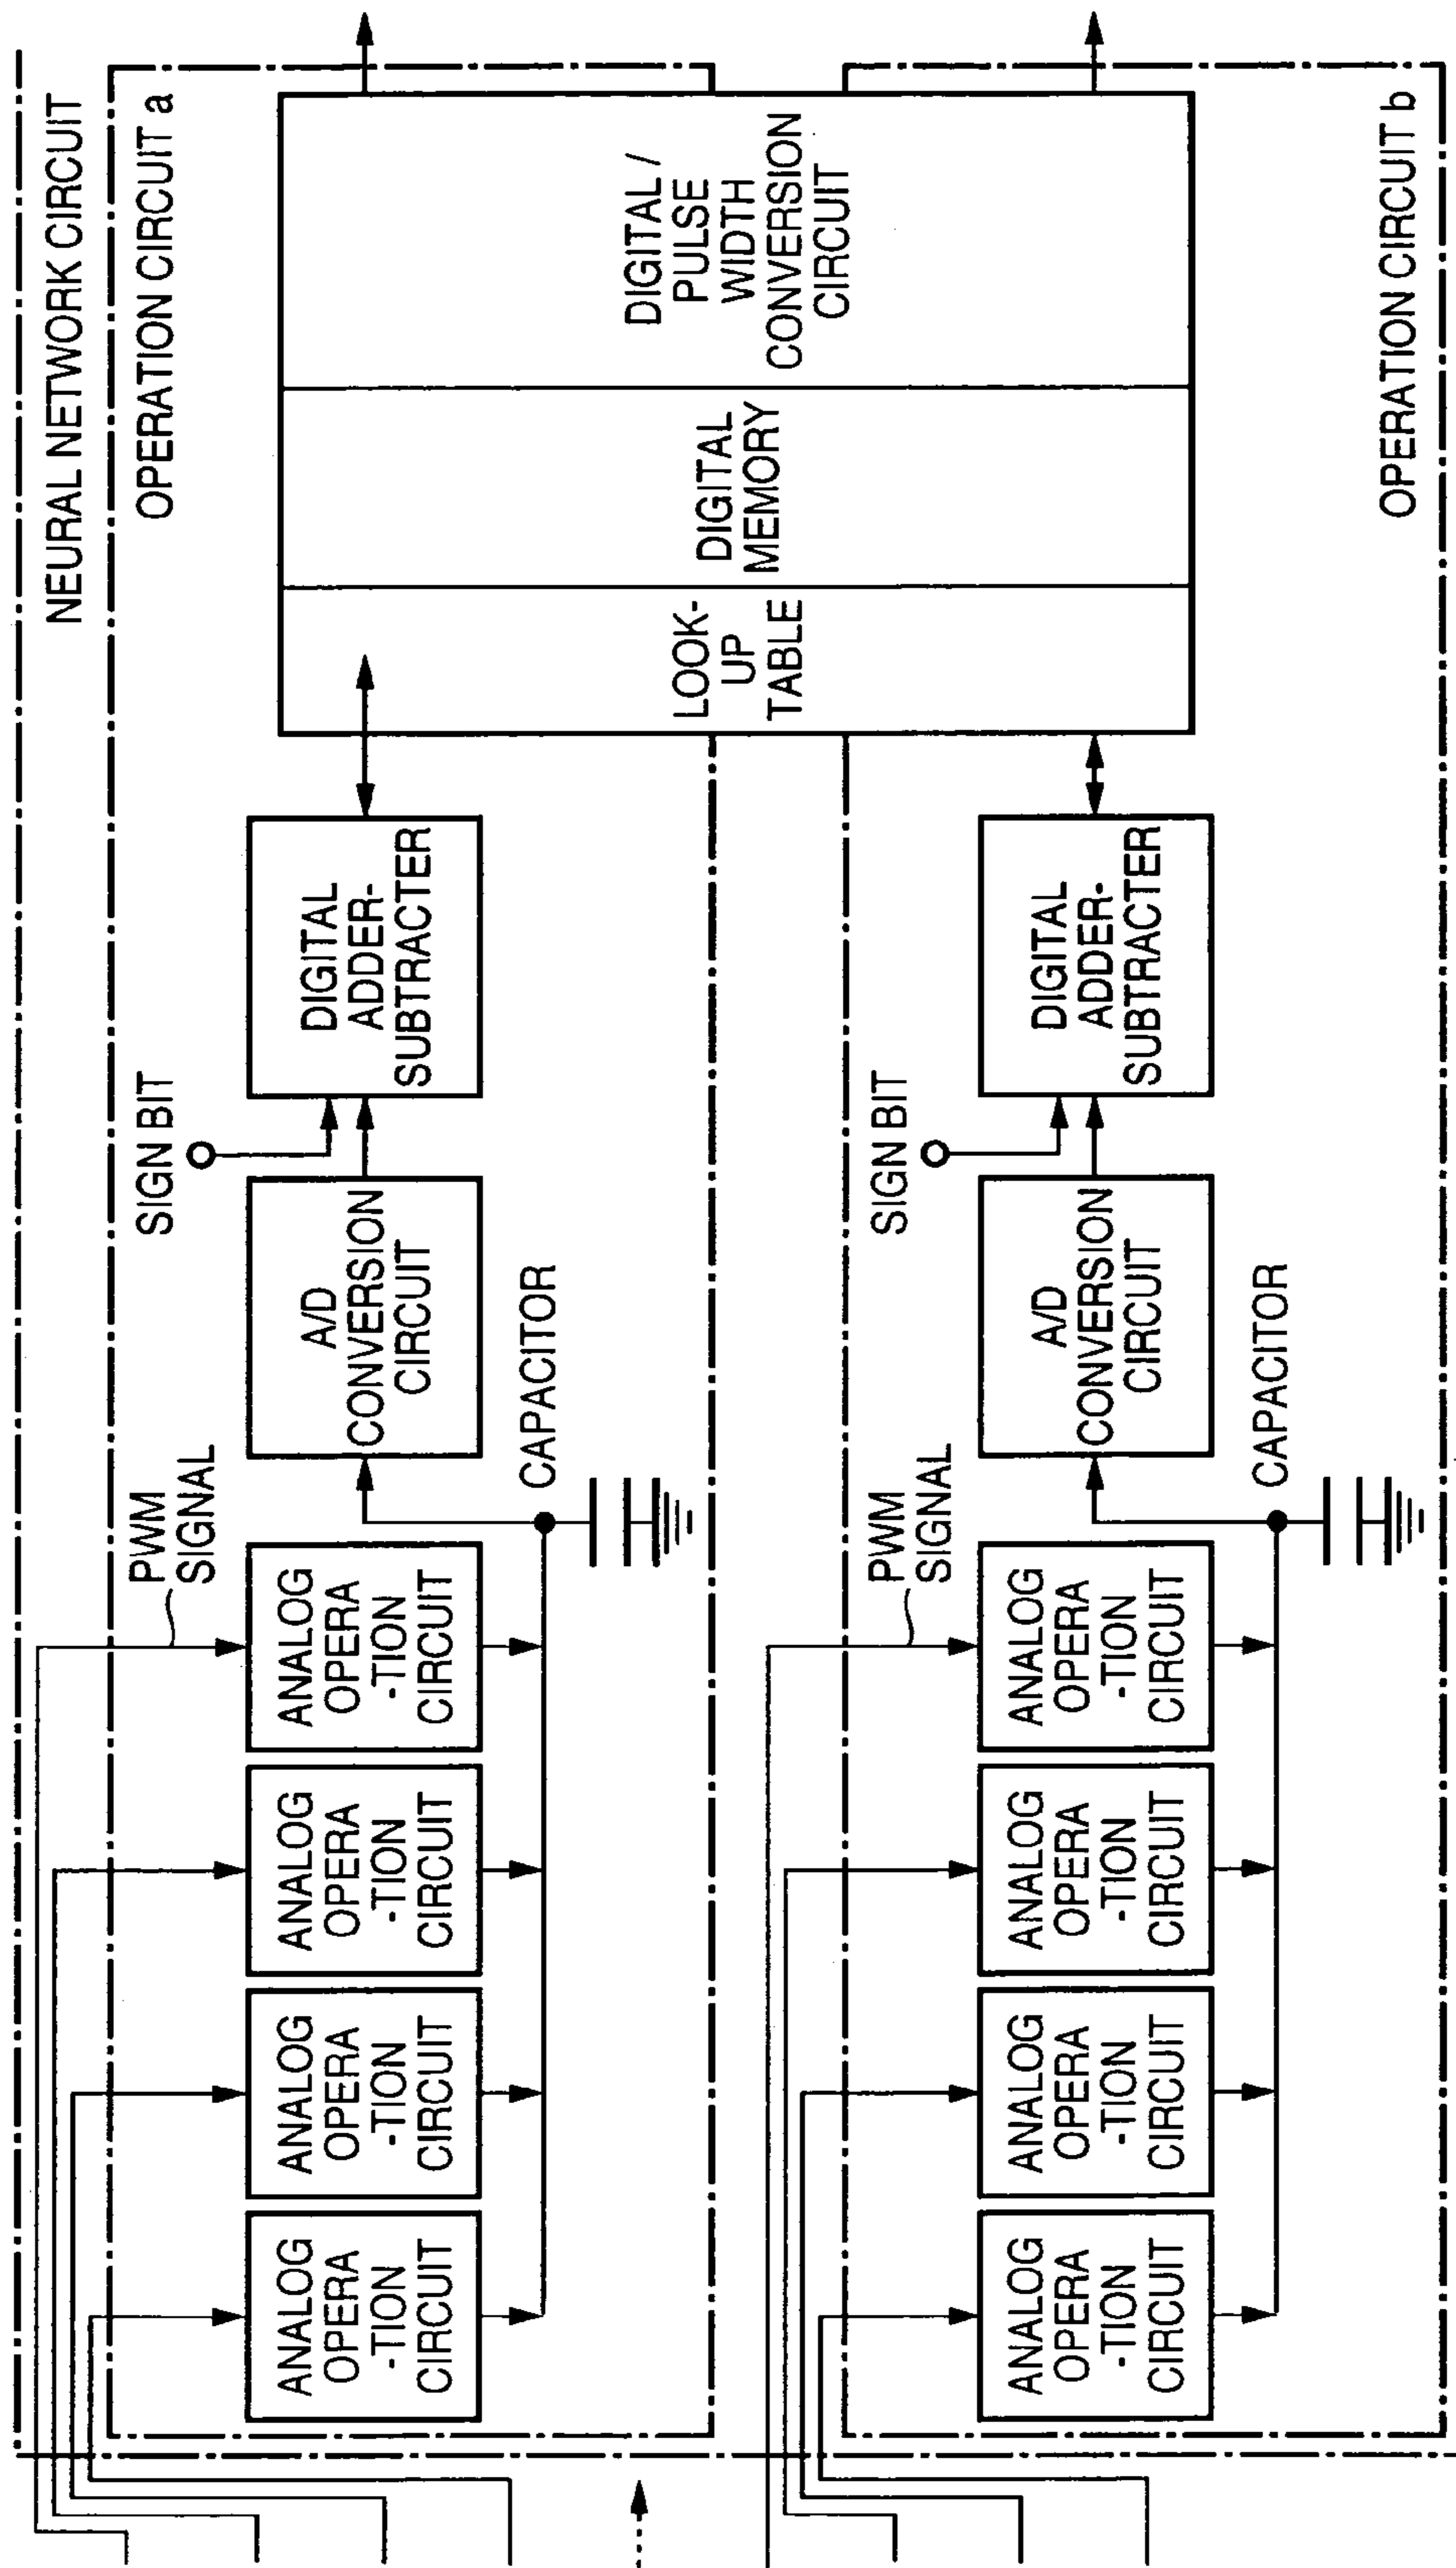 NEURAL NETWORK CIRCUIT
OPERATION CIRCUIT a
PWM
SIGNAL
SIGN BIT
ANALOG
OPERA
-TION
CIRCUIT
ANALOG
OPERA
-TION
CIRCUIT
ANALOG
OPERA
-TION
CIRCUIT
ANALOG
OPERA
-TION
CIRCUIT
A/D
CONVERSION
CIRCUIT
DIGITAL
ADDER-
SUBTRACTER
CAPACITOR
LOOK-
UP
TABLE
DIGITAL
MEMORY
DIGITAL /
PULSE
WIDTH
CONVERSION
CIRCUIT
PWM
SIGNAL
SIGN BIT
ANALOG
OPERA
-TION
CIRCUIT
ANALOG
OPERA
-TION
CIRCUIT
ANALOG
OPERA
-TION
CIRCUIT
ANALOG
OPERA
-TION
CIRCUIT
A/D
CONVERSION
CIRCUIT
DIGITAL
ADDER-
SUBTRACTER
CAPACITOR
OPERATION CIRCUIT b